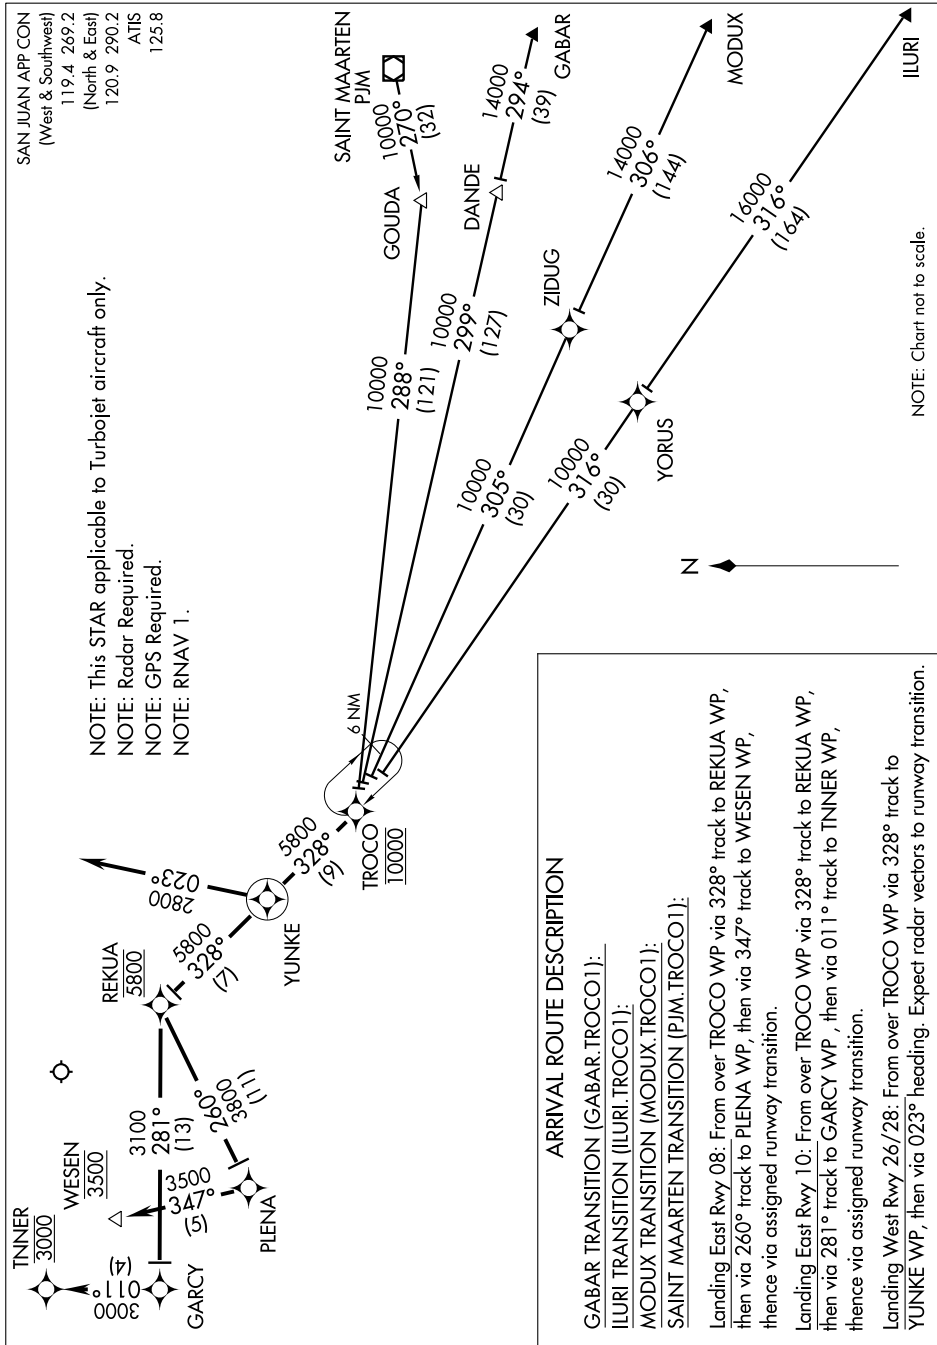 SAN JUAN APP CON
(West & Southwest)
119.4 269.2
(North & East)
120.9 290.2
ATIS
125.8
NOTE: This STAR applicable to Turbojet aircraft only.
NOTE: Radar Required.
NOTE: GPS Required.
NOTE: RNAV 1.
SAINT MAARTEN
PJM
10000
270°
(32)
GOUDA
10000
288°
(121)
GABAR
14000
294°
(39)
DANDE
10000
299°
(127)
MODUX
14000
306°
(144)
ZIDUG
10000
305°
(30)
ILURI
16000
316°
(164)
YORUS
10000
316°
(30)
6 NM
TROCO
10000
5800
328°
(9)
YUNKE
2800
023°
5800
328°
(7)
REKUA
5800
3100
281°
(13)
260°
3800
(11)
PLENA
3500
347°
(5)
WESEN
3500
GARCY
3000
011°
(4)
TNNER
3000
N
NOTE: Chart not to scale.
ARRIVAL ROUTE DESCRIPTION
GABAR TRANSITION (GABAR.TROCO1):
ILURI TRANSITION (ILURI.TROCO1):
MODUX TRANSITION (MODUX.TROCO1):
SAINT MAARTEN TRANSITION (PJM.TROCO1):
Landing East Rwy 08: From over TROCO WP via 328° track to REKUA WP,
then via 260° track to PLENA WP, then via 347° track to WESEN WP,
thence via assigned runway transition.
Landing East Rwy 10: From over TROCO WP via 328° track to REKUA WP,
then via 281° track to GARCY WP , then via 011° track to TNNER WP,
thence via assigned runway transition.
Landing West Rwy 26/28: From over TROCO WP via 328° track to
YUNKE WP, then via 023° heading. Expect radar vectors to runway transition.